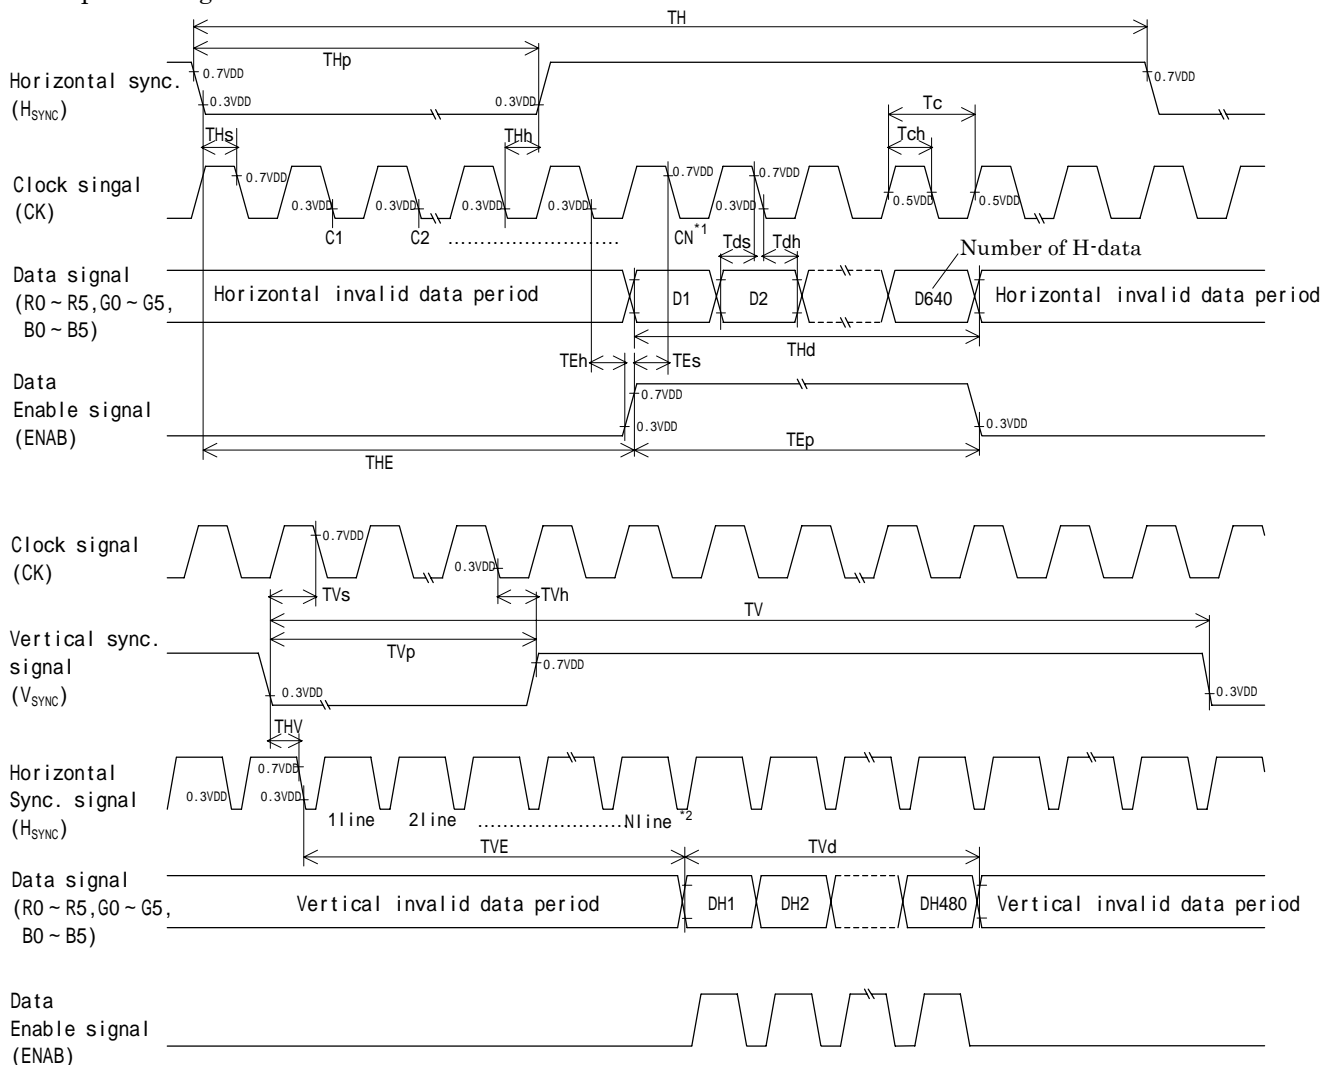 TH
THp
Horizontal sync.
(HSYNC)
0.7VDD
0.3VDD
0.3VDD
0.7VDD
Tc
Tch
THs
THh
Clock singal
(CK)
0.7VDD
0.3VDD
0.3VDD
0.3VDD
0.3VDD
0.7VDD
0.7VDD
0.3VDD
0.5VDD
0.5VDD
C1
C2
CN*1
Tds
Tdh
Number of H-data
Data signal
(R0~R5,G0~G5,
B0~B5)
Horizontal invalid data period
D1
D2
D640
Horizontal invalid data period
THd
TEh
TEs
Data
Enable signal
(ENAB)
0.7VDD
0.3VDD
0.3VDD
THE
TEp
Clock signal
(CK)
0.7VDD
0.3VDD
TVs
TVh
TV
Vertical sync.
signal
(VSYNC)
TVp
0.7VDD
0.3VDD
0.3VDD
THV
Horizontal
Sync. signal
(HSYNC)
0.7VDD
0.3VDD
0.3VDD
1line
2line
Nline*2
TVE
TVd
Data signal
(R0~R5,G0~G5,
B0~B5)
Vertical invalid data period
DH1
DH2
DH480
Vertical invalid data period
Data
Enable signal
(ENAB)